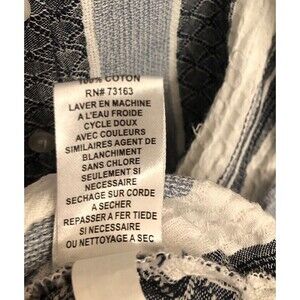 100% COTON
RN# 73163
LAVER EN MACHINE
A L'EAU FROIDE
CYCLE DOUX
AVEC COULEURS
SIMILAIRES AGENT DE
BLANCHIMENT
SANS CHLORE
SEULEMENT SI
NECESSAIRE
SECHAGE SUR CORDE
A SECHER
REPASSER A FER TIEDE
SI NECESSAIRE
OU NETTOYAGE A SEC